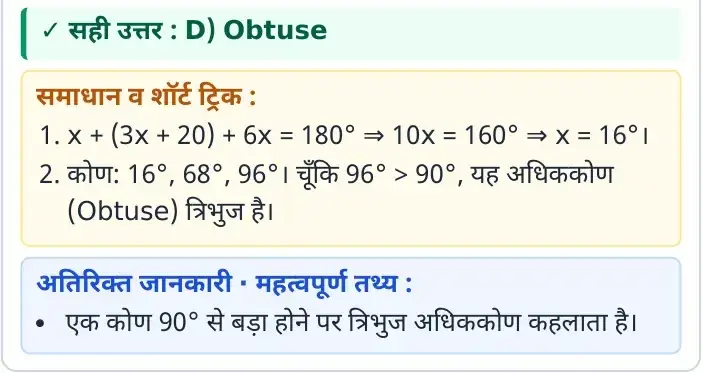 ✓ सही उत्तर : D) Obtuse
समाधान व शॉर्ट ट्रिक :
1. x + (3x + 20) + 6x = 180° ⇒ 10x = 160° ⇒ x = 16°।
2. कोण: 16°, 68°, 96°। चूँकि 96° > 90°, यह अधिककोण
(Obtuse) त्रिभुज है।
अतिरिक्त जानकारी · महत्वपूर्ण तथ्य :
• एक कोण 90° से बड़ा होने पर त्रिभुज अधिककोण कहलाता है।